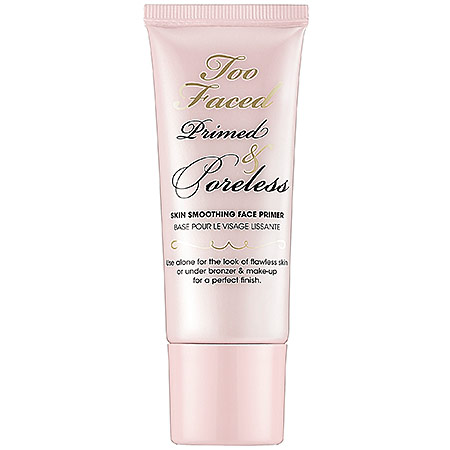 Too
Faced
Primed
&
Poreless
SKIN SMOOTHING FACE PRIMER
BASE POUR LE VISAGE LISSANTE
Use alone for the look of flawless skin
or under bronzer & make-up
for a perfect finish.